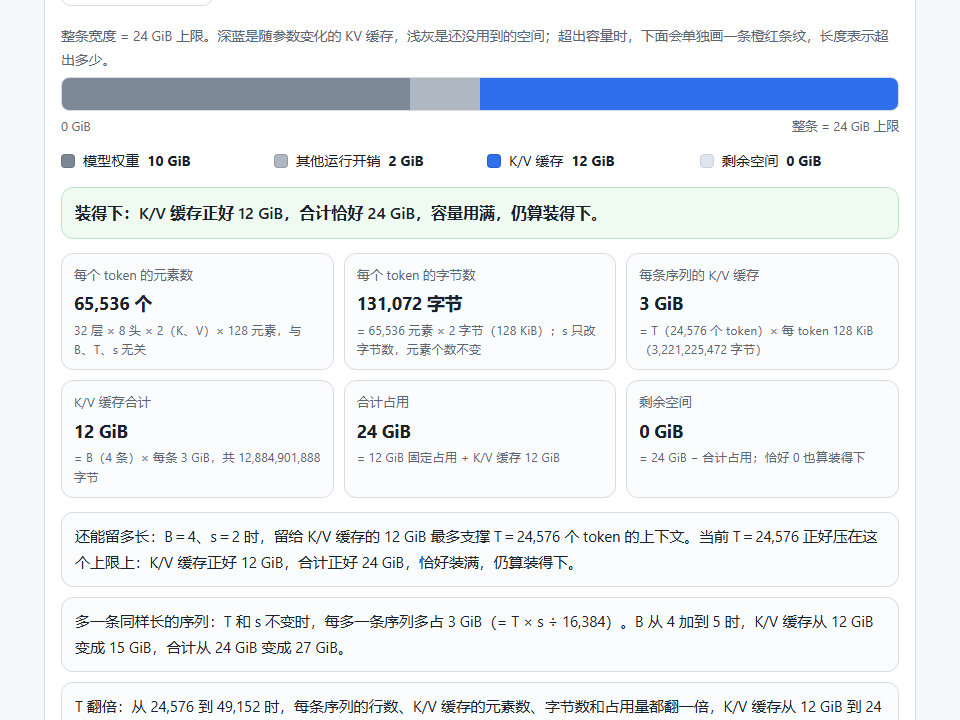 整条宽度 = 24 GiB 上限。深蓝是随参数变化的 KV 缓存，浅灰是还没用到的空间；超出容量时，下面会单独画一条橙红条纹，长度表示超
出多少。
0 GiB
整条 = 24 GiB 上限
模型权重 10 GiB
其他运行开销 2 GiB
K/V 缓存 12 GiB
剩余空间 0 GiB
装得下：K/V 缓存正好 12 GiB，合计恰好 24 GiB，容量用满，仍算装得下。
每个 token 的元素数
65,536 个
32 层 × 8 头 × 2（K、V）× 128 元素，与
B、T、s 无关
每个 token 的字节数
131,072 字节
= 65,536 元素 × 2 字节（128 KiB）；s 只改
字节数，元素个数不变
每条序列的 K/V 缓存
3 GiB
= T（24,576 个 token）× 每 token 128 KiB
（3,221,225,472 字节）
K/V 缓存合计
12 GiB
= B（4 条）× 每条 3 GiB，共 12,884,901,888
字节
合计占用
24 GiB
= 12 GiB 固定占用 + K/V 缓存 12 GiB
剩余空间
0 GiB
= 24 GiB − 合计占用；恰好 0 也算装得下
还能留多长：B = 4、s = 2 时，留给 K/V 缓存的 12 GiB 最多支撑 T = 24,576 个 token 的上下文。当前 T = 24,576 正好压在这
个上限上：K/V 缓存正好 12 GiB，合计正好 24 GiB，恰好装满，仍算装得下。
多一条同样长的序列：T 和 s 不变时，每多一条序列多占 3 GiB（= T × s ÷ 16,384）。B 从 4 加到 5 时，K/V 缓存从 12 GiB
变成 15 GiB，合计从 24 GiB 变成 27 GiB。
T 翻倍：从 24,576 到 49,152 时，每条序列的行数、K/V 缓存的元素数、字节数和占用量都翻一倍，K/V 缓存从 12 GiB 到 24